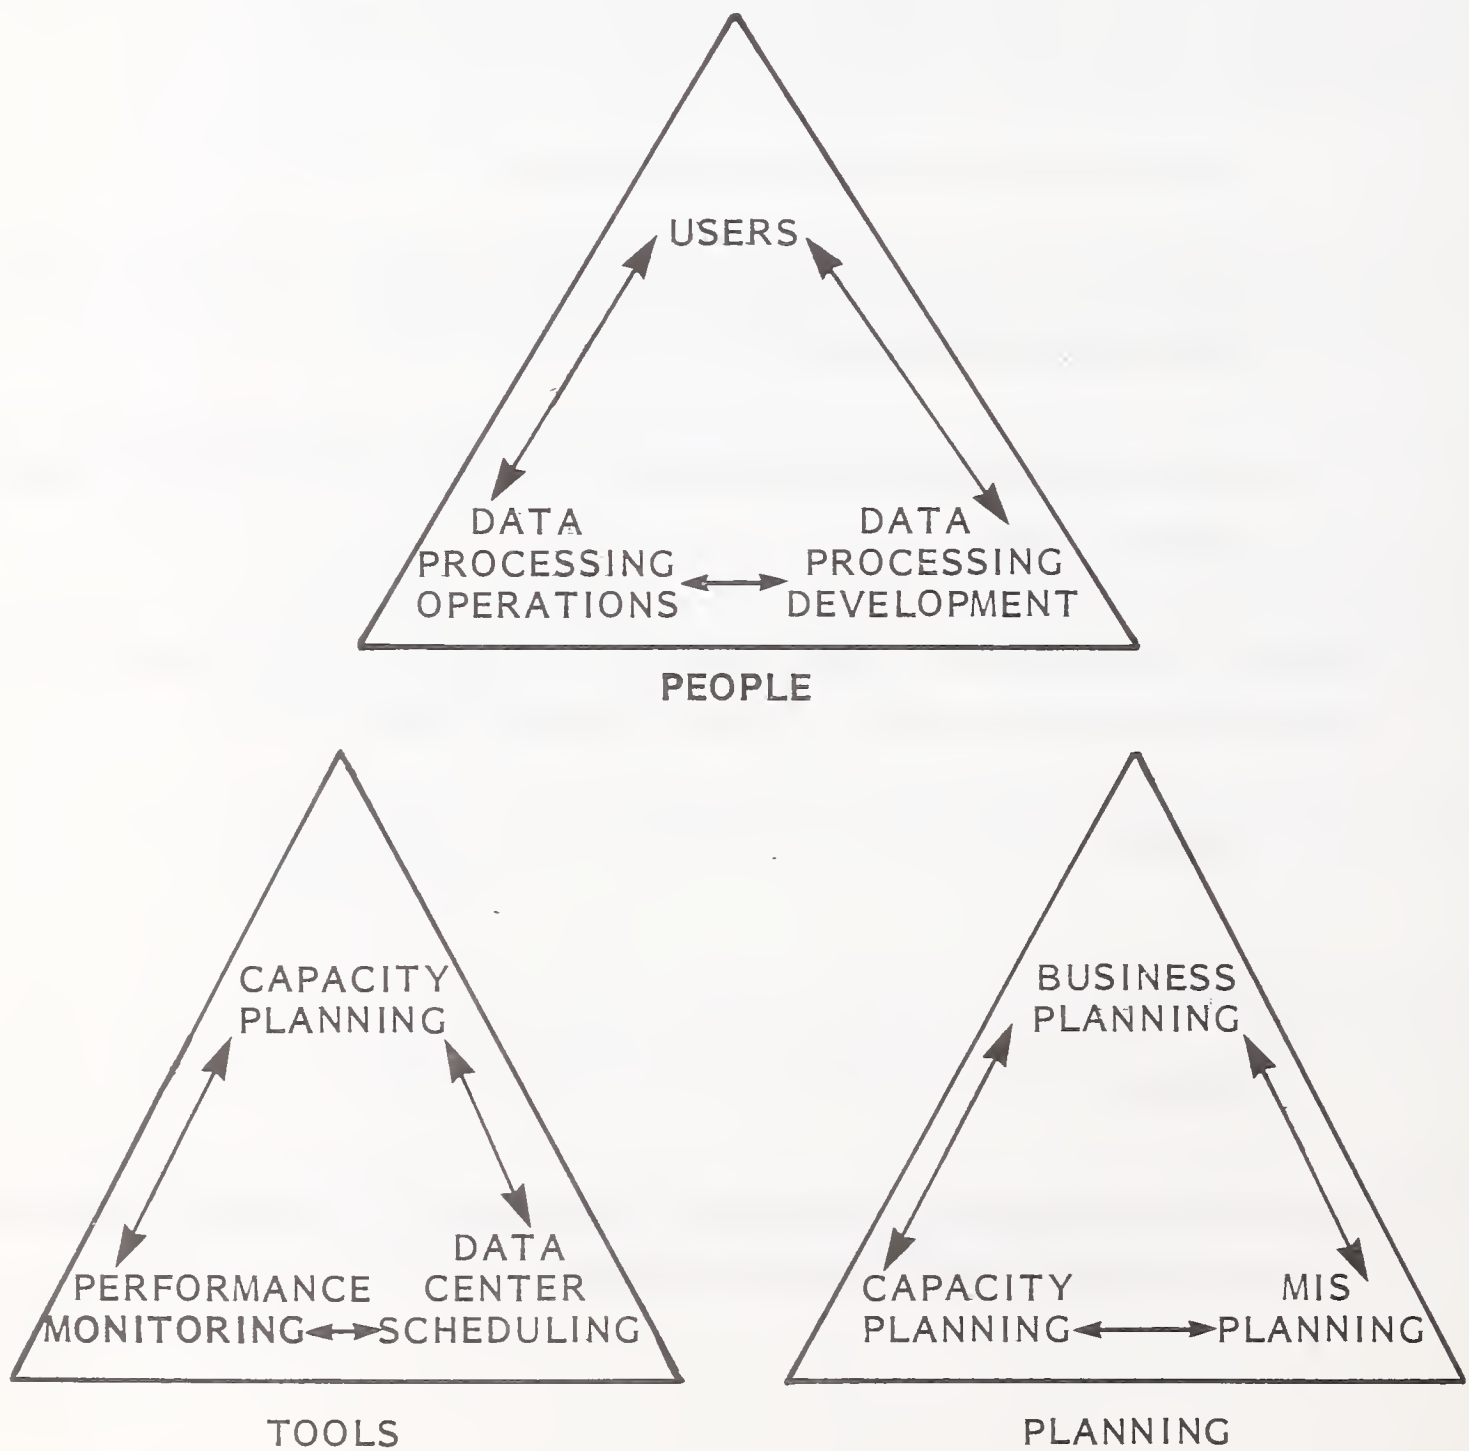 USERS
DATA
PROCESSING
OPERATIONS
DATA
PROCESSING
DEVELOPMENT
PEOPLE
CAPACITY
PLANNING
PERFORMANCE
MONITORING
DATA
CENTER
SCHEDULING
TOOLS
BUSINESS
PLANNING
CAPACITY
PLANNING
MIS
PLANNING
PLANNING